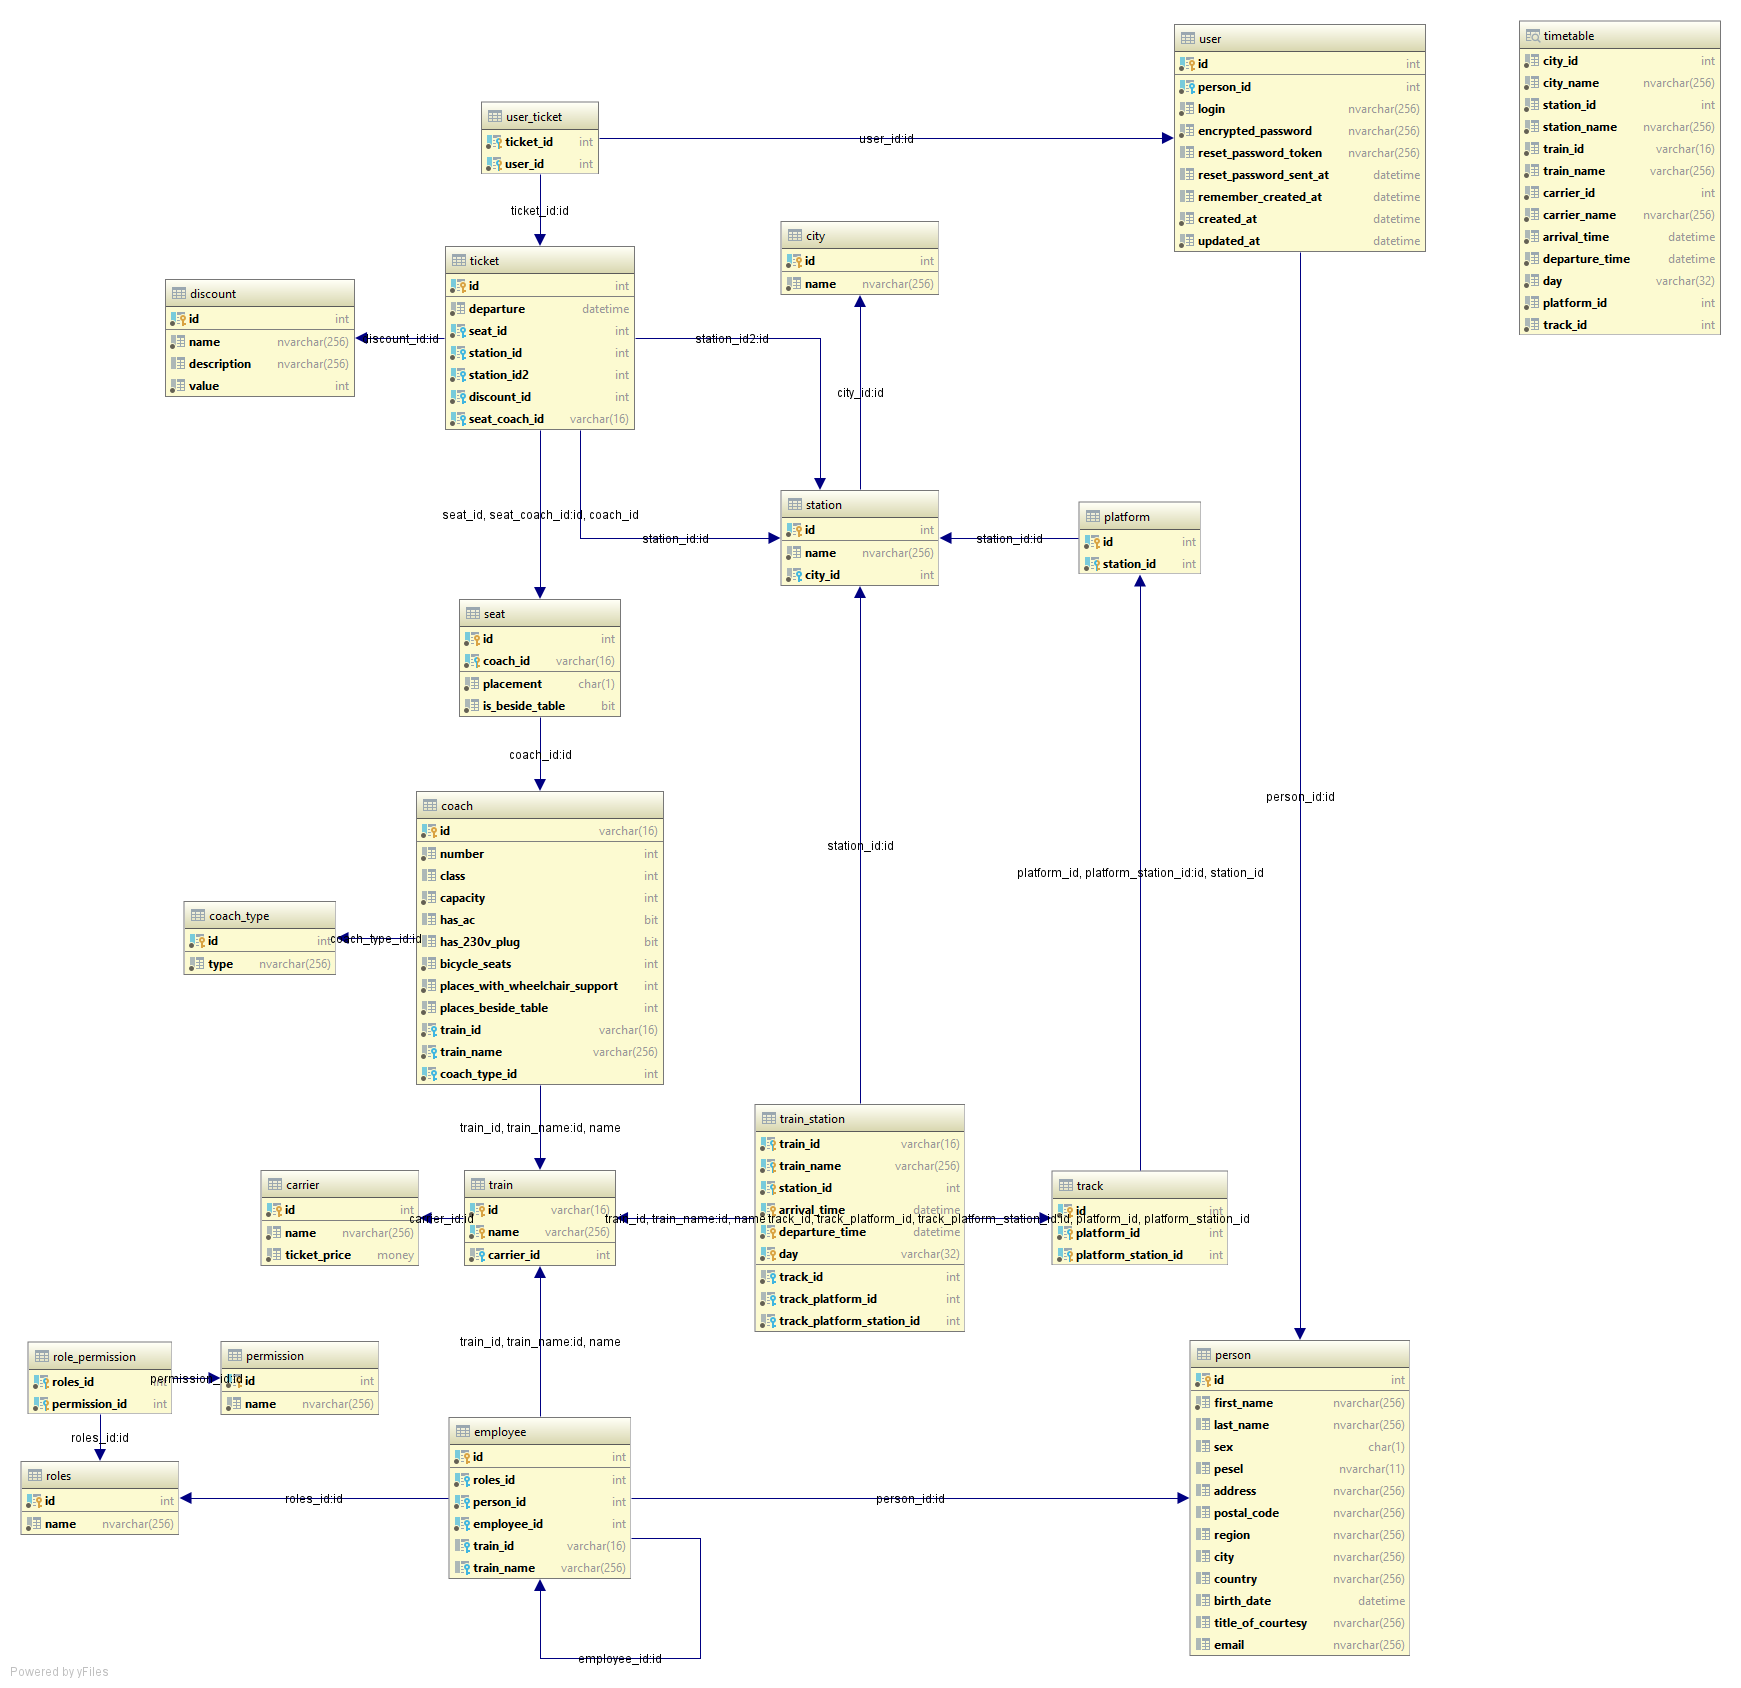 user
id int
person_id int
login nvarchar(256)
encrypted_password nvarchar(256)
reset_password_token nvarchar(256)
reset_password_sent_at datetime
remember_created_at datetime
created_at datetime
updated_at datetime
timetable
city_id int
city_name nvarchar(256)
station_id int
station_name nvarchar(256)
train_id varchar(16)
train_name varchar(256)
carrier_id int
carrier_name nvarchar(256)
arrival_time datetime
departure_time datetime
day varchar(32)
platform_id int
track_id int
user_ticket
ticket_id int
user_id int
user_id:id
ticket_id:id
city
id int
name nvarchar(256)
ticket
id int
departure datetime
seat_id int
station_id int
station_id2 int
discount_id int
seat_coach_id varchar(16)
discount
id int
name nvarchar(256)
description nvarchar(256)
value int
discount_id:id
station_id2:id
city_id:id
seat_id, seat_coach_id:id, coach_id
station_id:id
station
id int
name nvarchar(256)
city_id int
station_id:id
platform
id int
station_id int
seat
id int
coach_id varchar(16)
placement char(1)
is_beside_table bit
coach_id:id
person_id:id
station_id:id
platform_id, platform_station_id:id, station_id
coach
id varchar(16)
number int
class int
capacity int
has_ac bit
has_230v_plug bit
bicycle_seats int
places_with_wheelchair_support int
places_beside_table int
train_id varchar(16)
train_name varchar(256)
coach_type_id int
coach_type
id int
type nvarchar(256)
coach_type_id:id
train_id, train_name:id, name
train_station
train_id varchar(16)
train_name varchar(256)
station_id int
arrival_time datetime
departure_time datetime
day varchar(32)
track_id int
track_platform_id int
track_platform_station_id int
carrier
id int
name nvarchar(256)
ticket_price money
carrier_id:id
train
id varchar(16)
name varchar(256)
carrier_id int
train_id, train_name:id, name
track_id, track_platform_id, track_platform_station_id:id, platform_id, platform_station_id
track
id int
platform_id int
platform_station_id int
train_id, train_name:id, name
role_permission
roles_id int
permission_id int
permission_id:id
permission
id int
name nvarchar(256)
roles_id:id
roles
id int
name nvarchar(256)
roles_id:id
employee
id int
roles_id int
person_id int
employee_id int
train_id varchar(16)
train_name varchar(256)
person_id:id
employee_id:id
person
id int
first_name nvarchar(256)
last_name nvarchar(256)
sex char(1)
pesel nvarchar(11)
address nvarchar(256)
postal_code nvarchar(256)
region nvarchar(256)
city nvarchar(256)
country nvarchar(256)
birth_date datetime
title_of_courtesy nvarchar(256)
email nvarchar(256)
Powered by yFiles